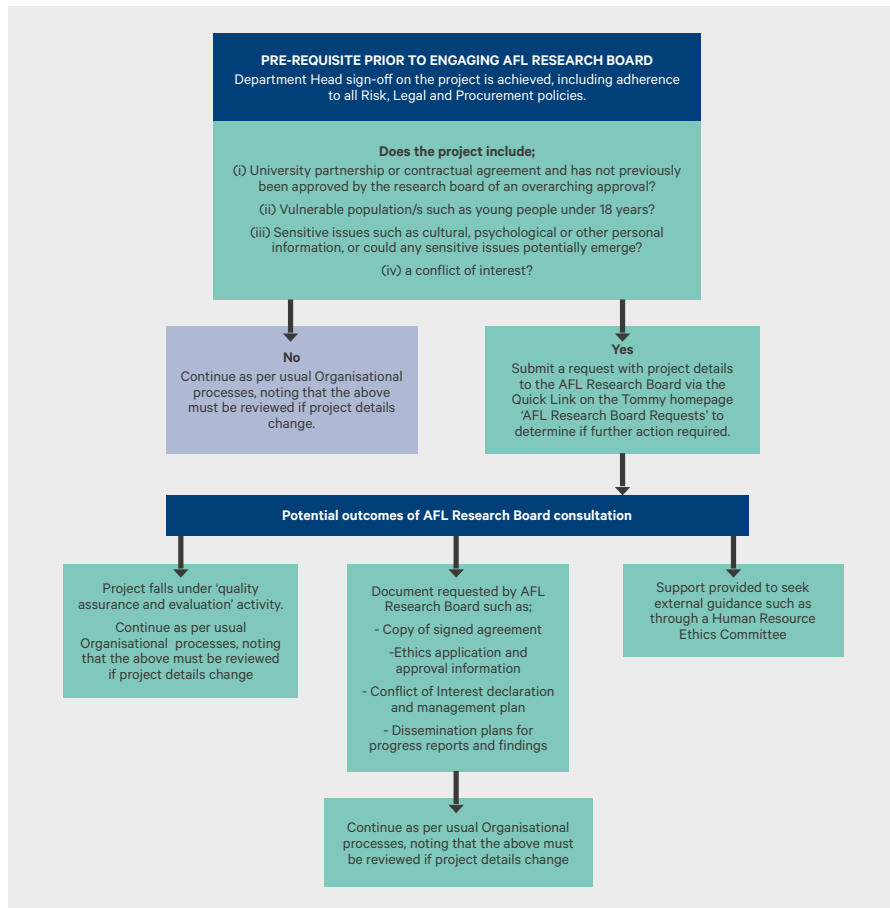 PRE-REQUISITE PRIOR TO ENGAGING AFL RESEARCH BOARD
Department Head sign-off on the project is achieved, including adherence
to all Risk, Legal and Procurement policies.
Does the project include;
(i) University partnership or contractual agreement and has not previously
been approved by the research board of an overarching approval?
(ii) Vulnerable population/s such as young people under 18 years?
(iii) Sensitive issues such as cultural, psychological or other personal
information, or could any sensitive issues potentially emerge?
(iv) a conflict of interest?
No
Continue as per usual Organisational
processes, noting that the above
must be reviewed if project details
change.
Yes
Submit a request with project details
to the AFL Research Board via the
Quick Link on the Tommy homepage
‘AFL Research Board Requests’ to
determine if further action required.
Potential outcomes of AFL Research Board consultation
Project falls under ‘quality
assurance and evaluation’ activity.
Continue as per usual
Organisational processes, noting
that the above must be reviewed
if project details change
Document requested by AFL
Research Board such as;
- Copy of signed agreement
-Ethics application and
approval information
- Conflict of Interest declaration
and management plan
- Dissemination plans for
progress reports and findings
Support provided to seek
external guidance such as
through a Human Resource
Ethics Committee
Continue as per usual Organisational
processes, noting that the above must
be reviewed if project details change